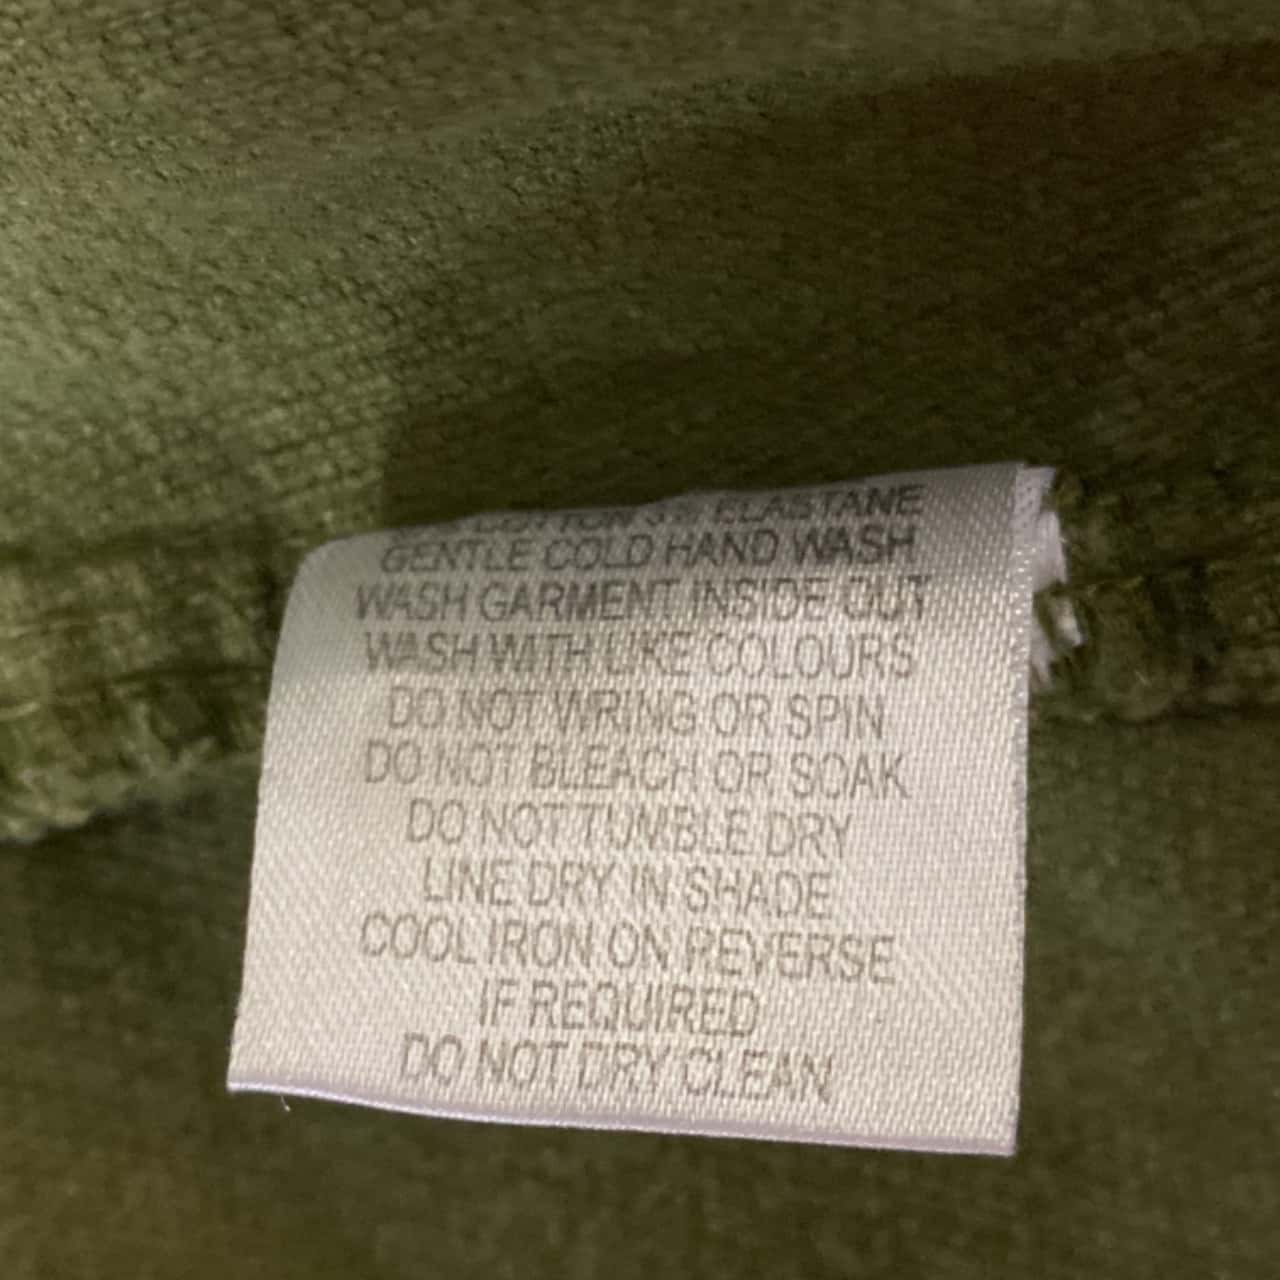 COTTON 3% ELASTANE
GENTLE COLD HAND WASH
WASH GARMENT INSIDE OUT
WASH WITH LIKE COLOURS
DO NOT WRING OR SPIN
DO NOT BLEACH OR SOAK
DO NOT TUMBLE DRY
LINE DRY IN SHADE
COOL IRON ON REVERSE
IF REQUIRED
DO NOT DRY CLEAN